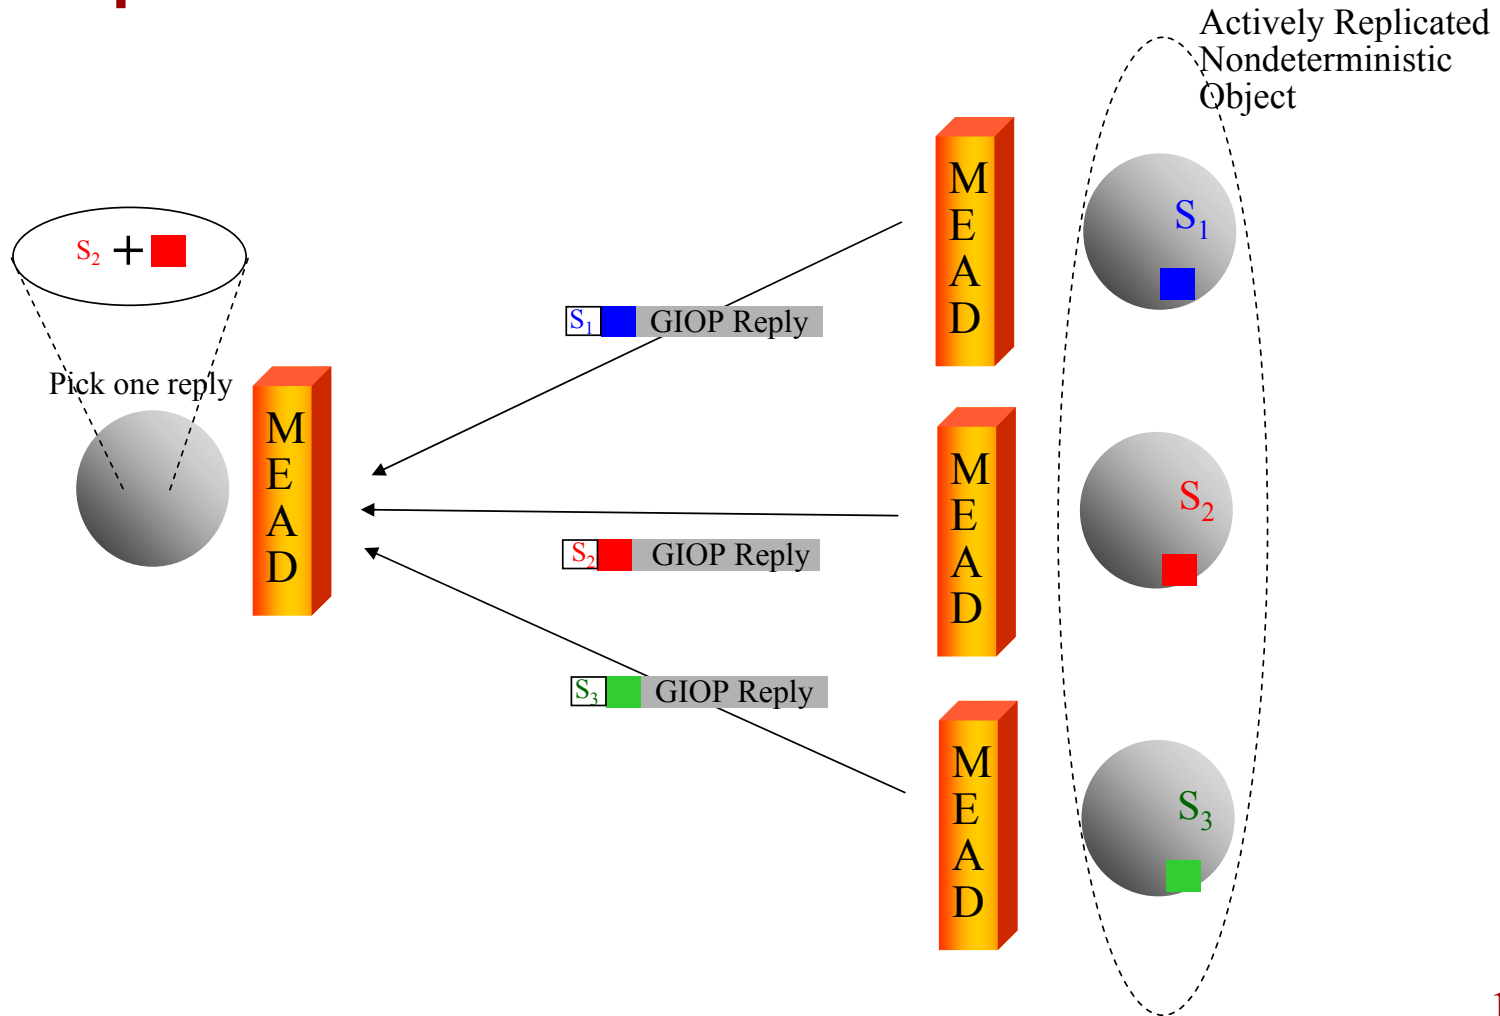 Actively Replicated
Nondeterministic
Object
M
E
A
D
S1
S2 +
S1 GIOP Reply
Pick one reply
M
E
A
D
M
E
A
D
S2
S2 GIOP Reply
S3 GIOP Reply
M
E
A
D
S3